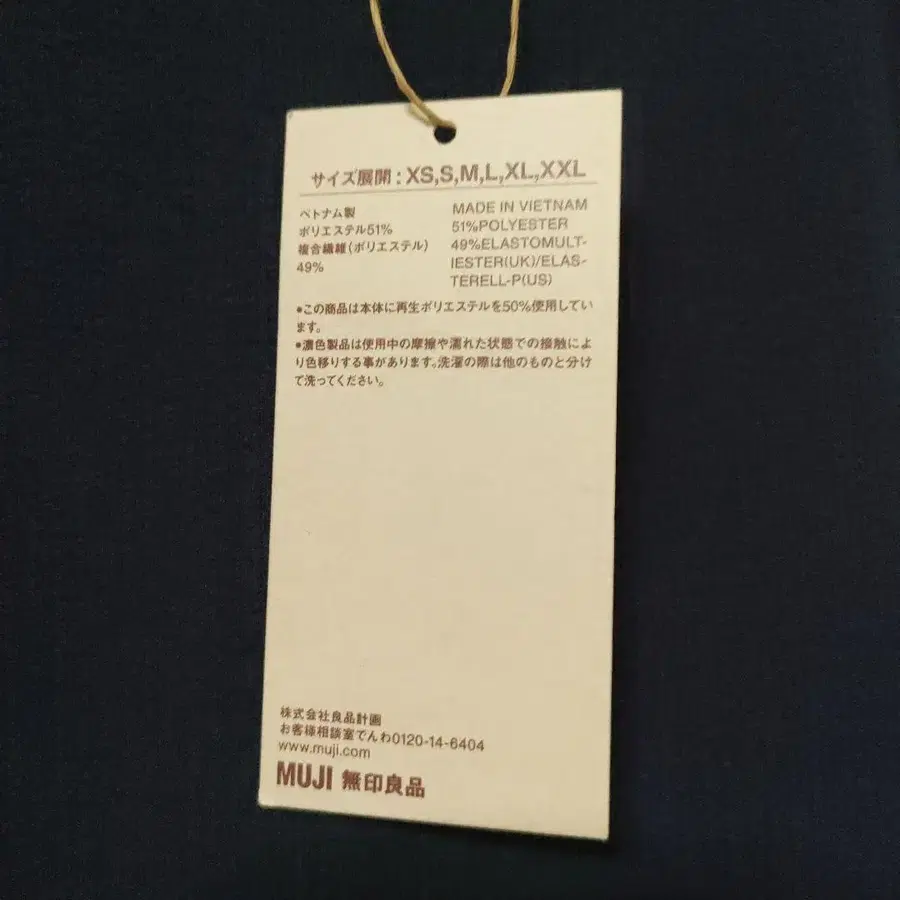 サイズ展開：XS,S,M,L,XL,XXL
ベトナム製
ポリエステル51%
複合繊維(ポリエステル)
49%
MADE IN VIETNAM
51%POLYESTER
49%ELASTOMULT-
IESTER(UK)/ELAS-
TERELL-P(US)
●この商品は本体に再生ポリエステルを50%使用してい
ます。
●濃色製品は使用中の摩擦や濡れた状態での接触によ
り色移りする事があります。洗濯の際は他のものと分け
て洗ってください。
株式会社良品計画
お客様相談室でんわ0120-14-6404
www.muji.com
MUJI 無印良品